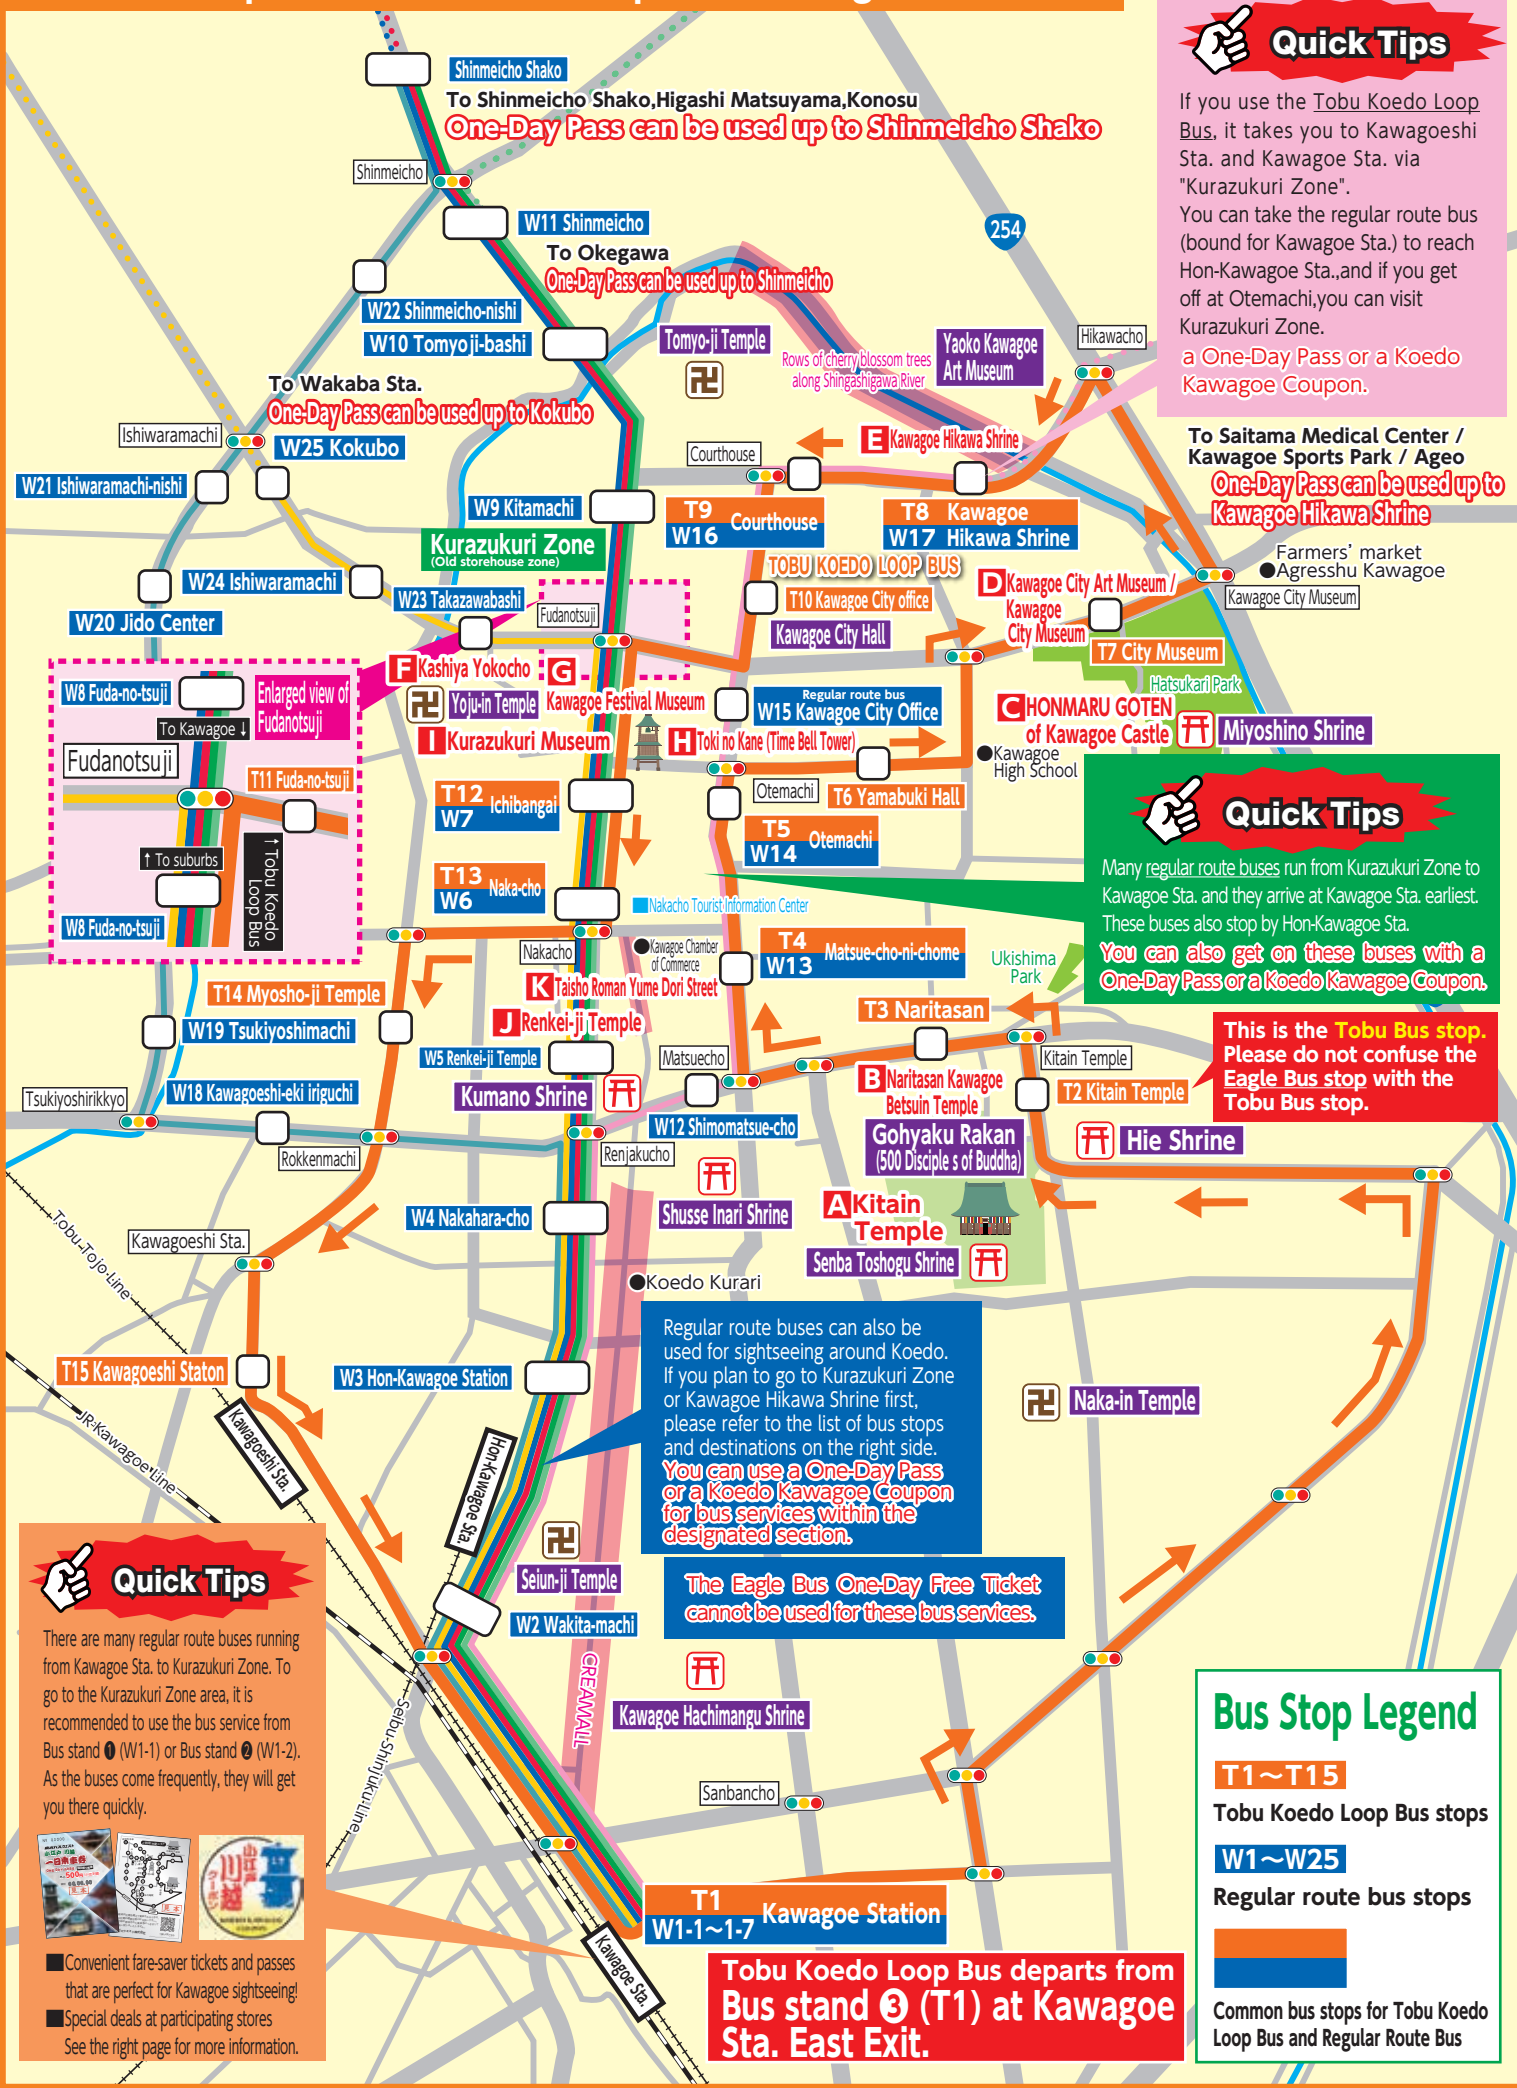 Quick Tips
If you use the Tobu Koedo Loop
Bus, it takes you to Kawagoeshi
Sta. and Kawagoe Sta. via
"Kurazukuri Zone".
You can take the regular route bus
(bound for Kawagoe Sta.) to reach
Hon-Kawagoe Sta.,and if you get
off at Otemachi,you can visit
Kurazukuri Zone.
a One-Day Pass or a Koedo
Kawagoe Coupon.
Shinmeicho Shako
To Shinmeicho Shako,Higashi Matsuyama,Konosu
One-Day Pass can be used up to Shinmeicho Shako
Shinmeicho
W11 Shinmeicho
254
To Okegawa
One-Day Pass can be used up to Shinmeicho
W22 Shinmeicho-nishi
W10 Tomyoji-bashi
Tomyo-ji Temple
Rows of cherry blossom trees
along Shingashigawa River
Yaoko Kawagoe
Art Museum
Hikawacho
To Wakaba Sta.
One-Day Pass can be used up to Kokubo
Ishiwaramachi
W25 Kokubo
W21 Ishiwaramachi-nishi
Courthouse
E Kawagoe Hikawa Shrine
To Saitama Medical Center /
Kawagoe Sports Park / Ageo
One-Day Pass can be used up to
Kawagoe Hikawa Shrine
W9 Kitamachi
T9
W16
Courthouse
T8 Kawagoe
W17 Hikawa Shrine
Kurazukuri Zone
(Old storehouse zone)
TOBU KOEDO LOOP BUS
Farmers' market
Agresshu Kawagoe
Kawagoe City Museum
W24 Ishiwaramachi
W23 Takazawabashi
W20 Jido Center
Fudanotsuji
T10 Kawagoe City office
Kawagoe City Hall
D Kawagoe City Art Museum /
Kawagoe
City Museum
T7 City Museum
Hatsukari Park
F Kashiya Yokocho
G
Kawagoe Festival Museum
Yoju-in Temple
I Kurazukuri Museum
H Toki no Kane (Time Bell Tower)
Regular route bus
W15 Kawagoe City Office
C HONMARU GOTEN
of Kawagoe Castle
Miyoshino Shrine
Kawagoe
High School
W8 Fuda-no-tsuji
Enlarged view of
Fudanotsuji
To Kawagoe ↓
Fudanotsuji
T11 Fuda-no-tsuji
↑ To suburbs
↑ Tobu Koedo
Loop Bus
W8 Fuda-no-tsuji
T12
W7
Ichibangai
Otemachi
T6 Yamabuki Hall
T5
W14
Otemachi
T13
W6
Naka-cho
Nakacho Tourist Information Center
Quick Tips
Many regular route buses run from Kurazukuri Zone to
Kawagoe Sta. and they arrive at Kawagoe Sta. earliest.
These buses also stop by Hon-Kawagoe Sta.
You can also get on these buses with a
One-Day Pass or a Koedo Kawagoe Coupon.
Nakacho
Kawagoe Chamber
of Commerce
T4
W13
Matsue-cho-ni-chome
Ukishima
Park
K Taisho Roman Yume Dori Street
T14 Myosho-ji Temple
J Renkei-ji Temple
T3 Naritasan
W19 Tsukiyoshimachi
W5 Renkei-ji Temple
Matsuecho
Kitain Temple
This is the Tobu Bus stop.
Please do not confuse the
Eagle Bus stop with the
Tobu Bus stop.
Tsukiyoshirikkyo
W18 Kawagoeshi-eki iriguchi
Kumano Shrine
B Naritasan Kawagoe
Betsuin Temple
T2 Kitain Temple
W12 Shimomatsue-cho
Gohyaku Rakan
(500 Disciple s of Buddha)
Hie Shrine
Rokkenmachi
Renjakucho
Tobu-Tojo-Line
W4 Nakahara-cho
Shusse Inari Shrine
A Kitain
Temple
Senba Toshogu Shrine
Kawagoeshi Sta.
Koedo Kurari
T15 Kawagoeshi Staton
W3 Hon-Kawagoe Station
JR-Kawagoe-Line
Kawagoeshi Sta.
Hon-Kawagoe Sta.
Regular route buses can also be
used for sightseeing around Koedo.
If you plan to go to Kurazukuri Zone
or Kawagoe Hikawa Shrine first,
please refer to the list of bus stops
and destinations on the right side.
You can use a One-Day Pass
or a Koedo Kawagoe Coupon
for bus services within the
designated section.
Naka-in Temple
The Eagle Bus One-Day Free Ticket
cannot be used for these bus services.
Seiun-ji Temple
W2 Wakita-machi
Quick Tips
There are many regular route buses running
from Kawagoe Sta. to Kurazukuri Zone. To
go to the Kurazukuri Zone area, it is
recommended to use the bus service from
Bus stand ❶ (W1-1) or Bus stand ❷ (W1-2).
As the buses come frequently, they will get
you there quickly.
CREAMALL
Seibu-Shinjuku-Line
Kawagoe Hachimangu Shrine
Sanbancho
■Convenient fare-saver tickets and passes
that are perfect for Kawagoe sightseeing!
■Special deals at participating stores
See the right page for more information.
T1
W1-1～1-7
Kawagoe Station
Kawagoe Sta.
Tobu Koedo Loop Bus departs from
Bus stand ❸ (T1) at Kawagoe
Sta. East Exit.
Bus Stop Legend
T1～T15
Tobu Koedo Loop Bus stops
W1～W25
Regular route bus stops
Common bus stops for Tobu Koedo
Loop Bus and Regular Route Bus